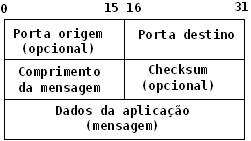 0 15 16 31
Porta origem
(opcional)
Porta destino
Comprimento
da mensagem
Checksum
(opcional)
Dados da aplicação
(mensagem)